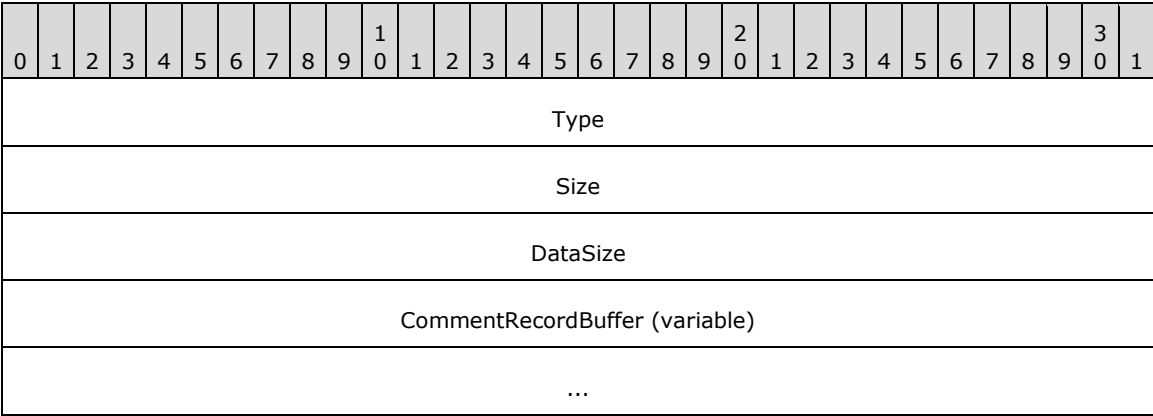 1 2 3
0 1 2 3 4 5 6 7 8 9 0 1 2 3 4 5 6 7 8 9 0 1 2 3 4 5 6 7 8 9 0 1
Type
Size
DataSize
CommentRecordBuffer (variable)
...